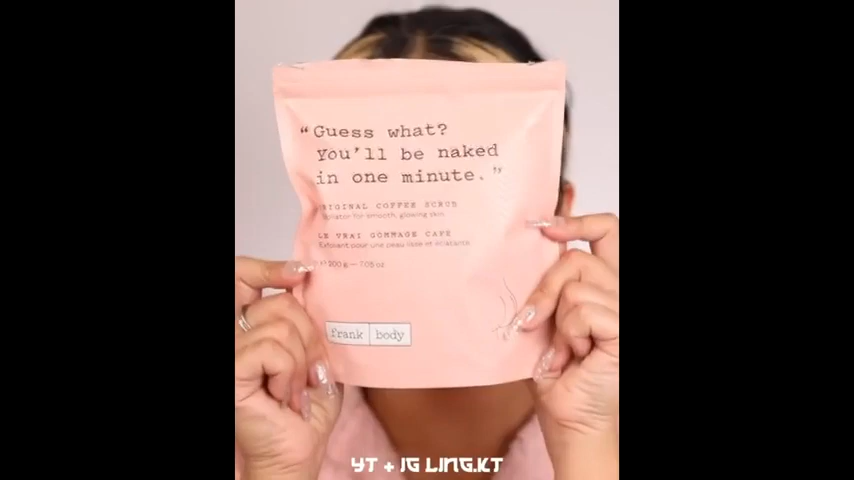 “Guess what?
You'll be naked
in one minute.”
ORIGINAL COFFEE SCRUB
Exfoliator for smooth, glowing skin
LE VRAI GOMMAGE CAFÉ
Exfoliant pour une peau lisse et éclatante
200 g — 7.05 oz
frank body
YT + IG LING.KT